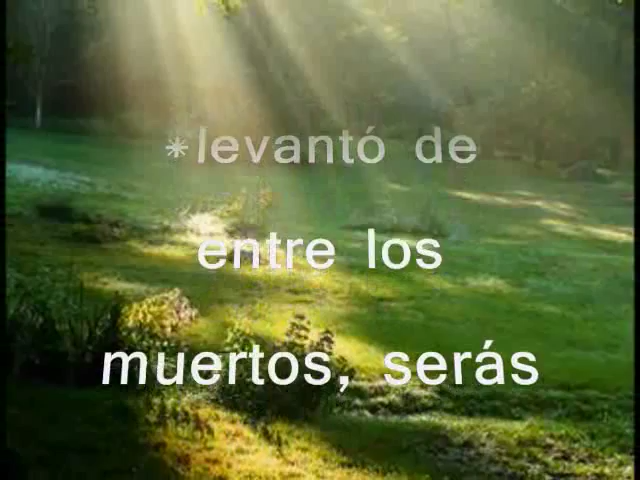 *levantó de
entre los
muertos, serás